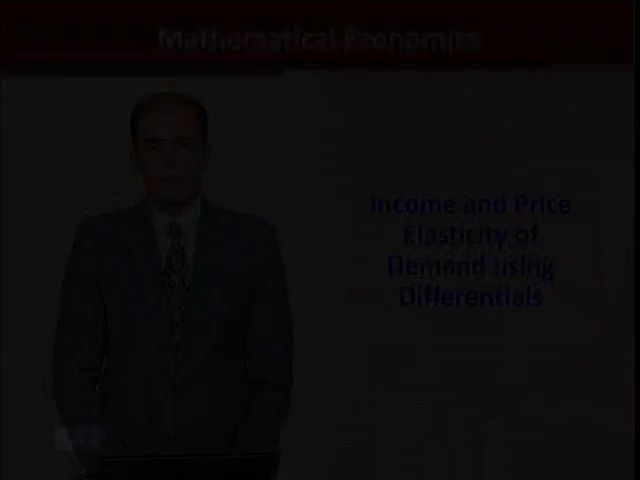 Mathematical Economics
Income and Price
Elasticity of
Demand using
Differentials